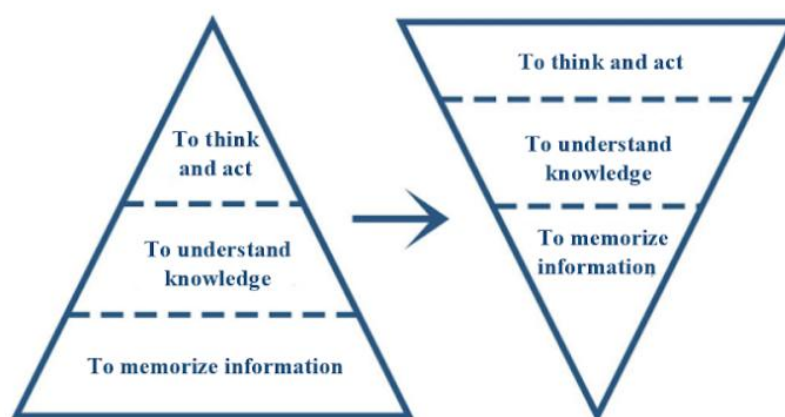 To think
and act
To understand
knowledge
To memorize information
To think and act
To understand
knowledge
To memorize
information